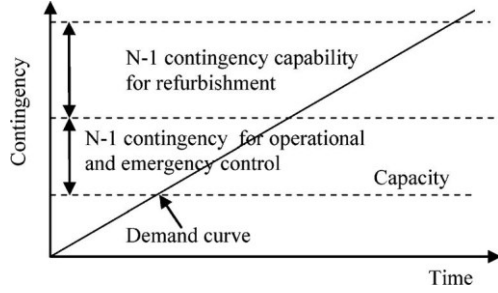 N-1 contingency capability
for refurbishment
Contingency
N-1 contingency for operational
and emergency control
Capacity
Demand curve
Time